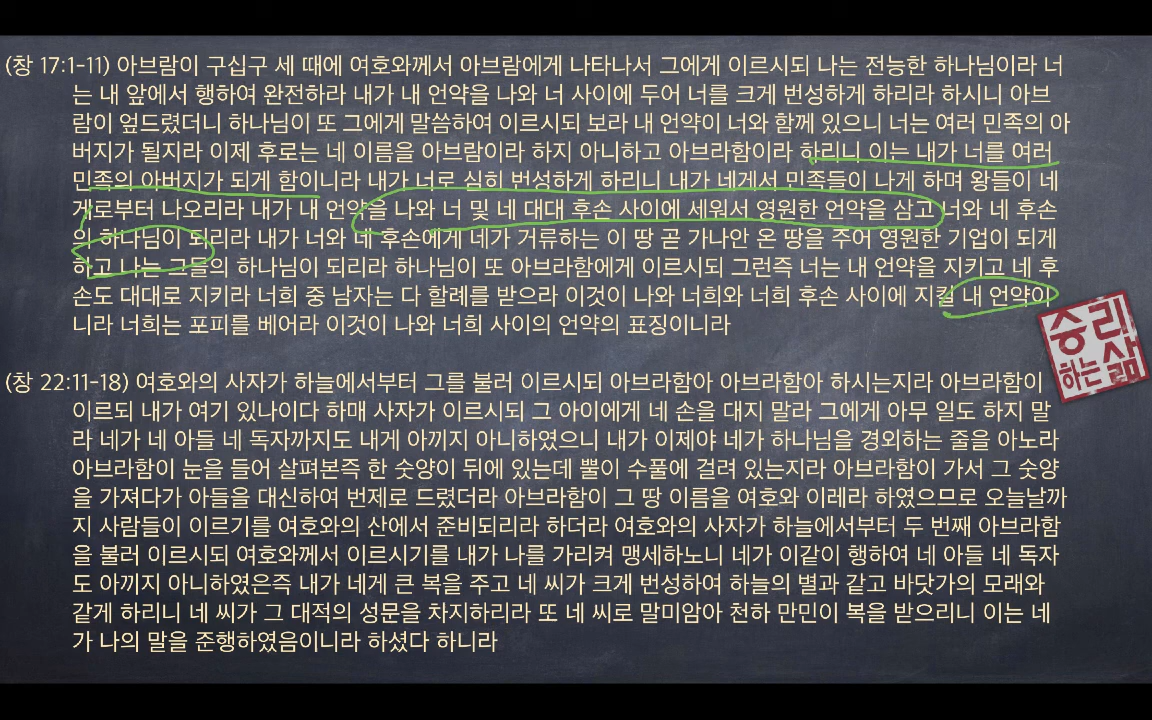 (창 17:1-11) 아브람이 구십구 세 때에 여호와께서 아브람에게 나타나서 그에게 이르시되 나는 전능한 하나님이라 너
는 내 앞에서 행하여 완전하라 내가 내 언약을 나와 너 사이에 두어 너를 크게 번성하게 하리라 하시니 아브
람이 엎드렸더니 하나님이 또 그에게 말씀하여 이르시되 보라 내 언약이 너와 함께 있으니 너는 여러 민족의 아
버지가 될지라 이제 후로는 네 이름을 아브람이라 하지 아니하고 아브라함이라 하리니 이는 내가 너를 여러
민족의 아버지가 되게 함이니라 내가 너로 심히 번성하게 하리니 내가 네게서 민족들이 나게 하며 왕들이 네
게로부터 나오리라 내가 내 언약을 나와 너 및 네 대대 후손 사이에 세워서 영원한 언약을 삼고 너와 네 후손
의 하나님이 되리라 내가 너와 네 후손에게 네가 거류하는 이 땅 곧 가나안 온 땅을 주어 영원한 기업이 되게
하고 나는 그들의 하나님이 되리라 하나님이 또 아브라함에게 이르시되 그런즉 너는 내 언약을 지키고 네 후
손도 대대로 지키라 너희 중 남자는 다 할례를 받으라 이것이 나와 너희와 너희 후손 사이에 지킬 내 언약이
니라 너희는 포피를 베어라 이것이 나와 너희 사이의 언약의 표징이니라
승리
하는 삶
(창 22:11-18) 여호와의 사자가 하늘에서부터 그를 불러 이르시되 아브라함아 아브라함아 하시는지라 아브라함이
이르되 내가 여기 있나이다 하매 사자가 이르시되 그 아이에게 네 손을 대지 말라 그에게 아무 일도 하지 말
라 네가 네 아들 네 독자까지도 내게 아끼지 아니하였으니 내가 이제야 네가 하나님을 경외하는 줄을 아노라
아브라함이 눈을 들어 살펴본즉 한 숫양이 뒤에 있는데 뿔이 수풀에 걸려 있는지라 아브라함이 가서 그 숫양
을 가져다가 아들을 대신하여 번제로 드렸더라 아브라함이 그 땅 이름을 여호와 이레라 하였으므로 오늘날까
지 사람들이 이르기를 여호와의 산에서 준비되리라 하더라 여호와의 사자가 하늘에서부터 두 번째 아브라함
을 불러 이르시되 여호와께서 이르시기를 내가 나를 가리켜 맹세하노니 네가 이같이 행하여 네 아들 네 독자
도 아끼지 아니하였은즉 내가 네게 큰 복을 주고 네 씨가 크게 번성하여 하늘의 별과 같고 바닷가의 모래와
같게 하리니 네 씨가 그 대적의 성문을 차지하리라 또 네 씨로 말미암아 천하 만민이 복을 받으리니 이는 네
가 나의 말을 준행하였음이니라 하셨다 하니라